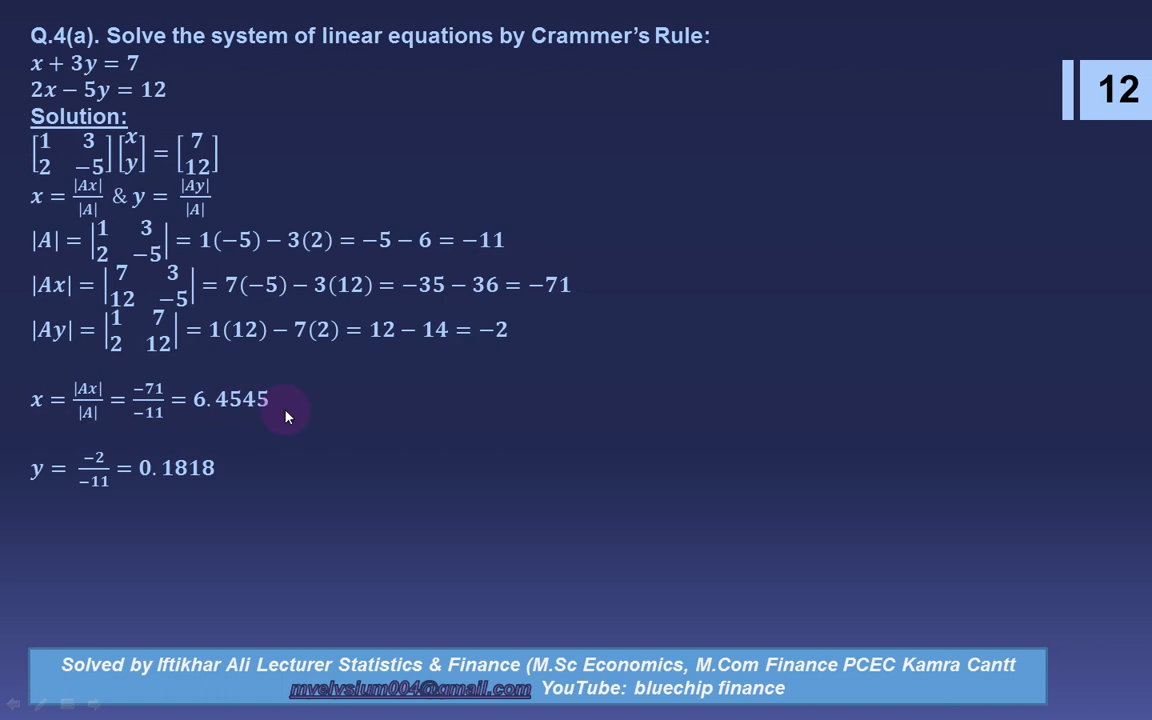 Q.4(a). Solve the system of linear equations by Crammer's Rule:
x + 3y = 7
2x − 5y = 12
12
Solution:
[1 3 2 −5][x y] = [7 12]
x = |Ax|/|A| & y = |Ay|/|A|
|A| = |1 3 2 −5| = 1(−5) − 3(2) = −5 − 6 = −11
|Ax| = |7 3 12 −5| = 7(−5) − 3(12) = −35 − 36 = −71
|Ay| = |1 7 2 12| = 1(12) − 7(2) = 12 − 14 = −2
x = |Ax|/|A| = −71/−11 = 6.4545
y = −2/−11 = 0.1818
Solved by Iftikhar Ali Lecturer Statistics & Finance (M.Sc Economics, M.Com Finance PCEC Kamra Cantt
myelysium004@gmail.com YouTube: bluechip finance